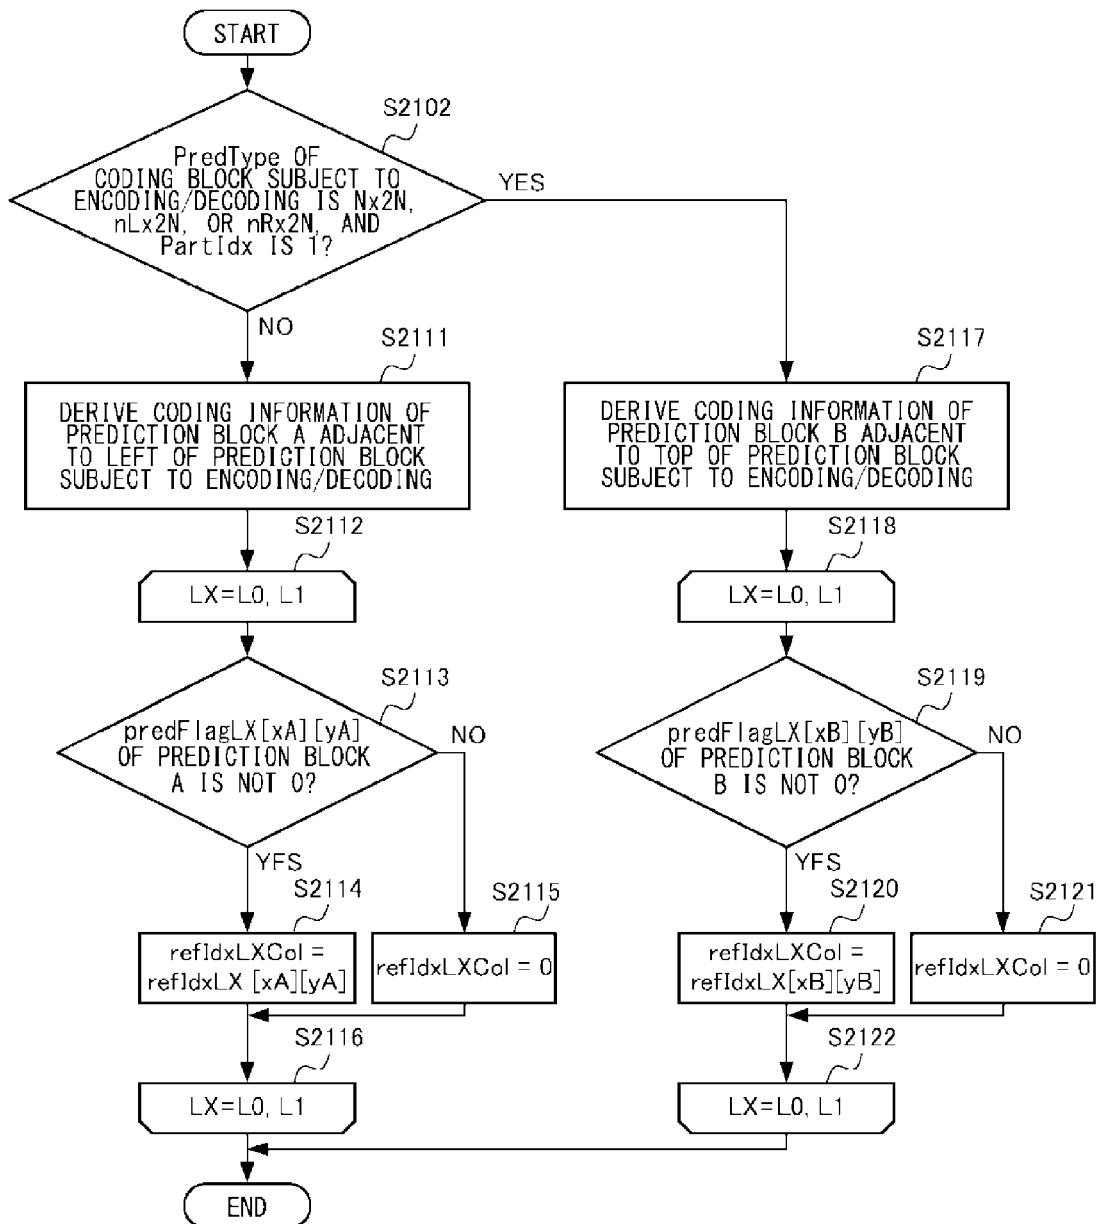 START
S2102
PredType OF
CODING BLOCK SUBJECT TO
ENCODING/DECODING IS Nx2N,
nLx2N, OR nRx2N, AND
PartIdx IS 1?
YES
NO
S2111
DERIVE CODING INFORMATION OF
PREDICTION BLOCK A ADJACENT
TO LEFT OF PREDICTION BLOCK
SUBJECT TO ENCODING/DECODING
S2117
DERIVE CODING INFORMATION OF
PREDICTION BLOCK B ADJACENT
TO TOP OF PREDICTION BLOCK
SUBJECT TO ENCODING/DECODING
S2112
LX=L0, L1
S2118
LX=L0, L1
S2113
predFlagLX[xA][yA]
OF PREDICTION BLOCK
A IS NOT 0?
NO
YFS
S2119
predFlagLX[xB][yB]
OF PREDICTION BLOCK
B IS NOT 0?
NO
YFS
S2114
refIdxLXCol =
refIdxLX [xA][yA]
S2115
refIdxLXCol = 0
S2120
refIdxLXCol =
refIdxLX[xB][yB]
S2121
refIdxLXCol = 0
S2116
LX=L0, L1
S2122
LX=L0, L1
END